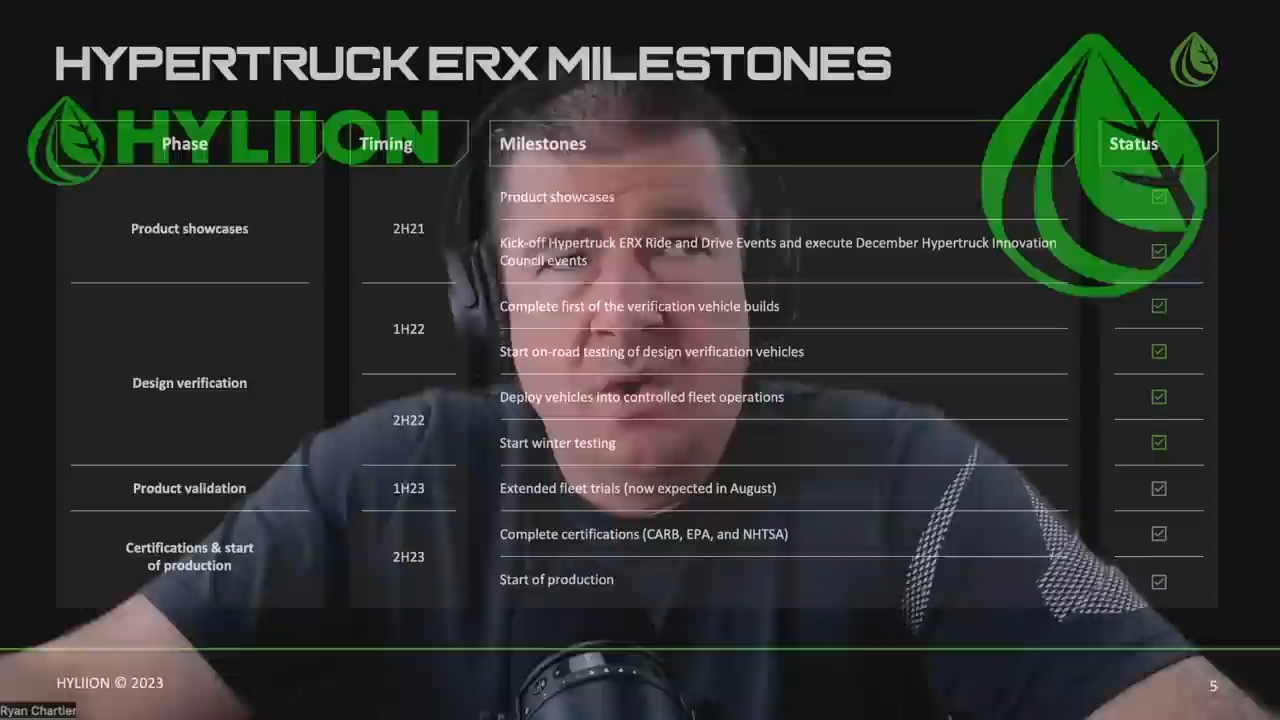 HYPERTRUCK ERX MILESTONES
HYLIION
Phase
Timing
Milestones
Status
Product showcases
2H21
Product showcases
Kick-off Hypertruck ERX Ride and Drive Events and execute December Hypertruck Innovation
Council events
Design verification
1H22
Complete first of the verification vehicle builds
Start on-road testing of design verification vehicles
2H22
Deploy vehicles into controlled fleet operations
Start winter testing
Product validation
1H23
Extended fleet trials (now expected in August)
Certifications & start
of production
2H23
Complete certifications (CARB, EPA, and NHTSA)
Start of production
HYLIION © 2023
5
Ryan Chartier